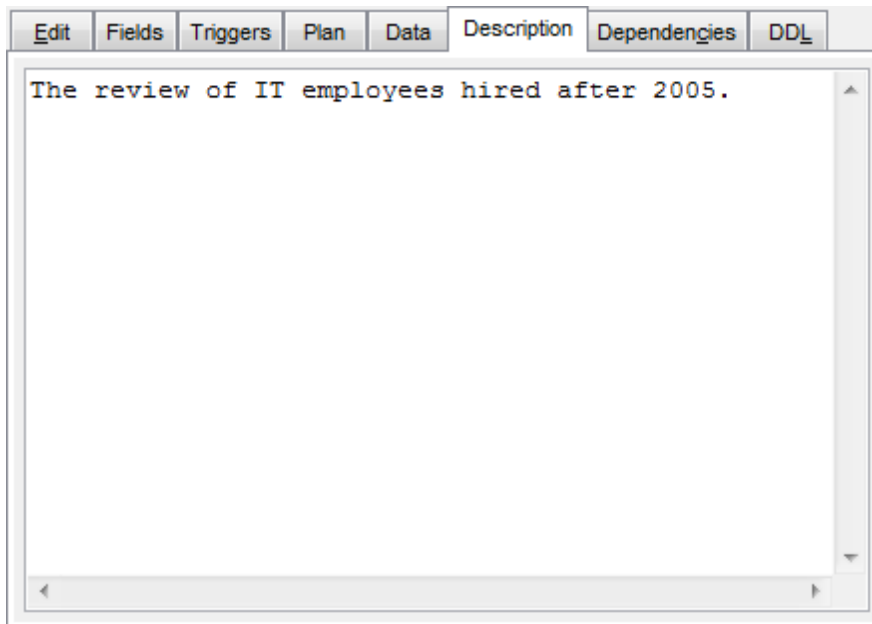 Edit Fields Triggers Plan Data Description Dependencies DDL
The review of IT employees hired after 2005.